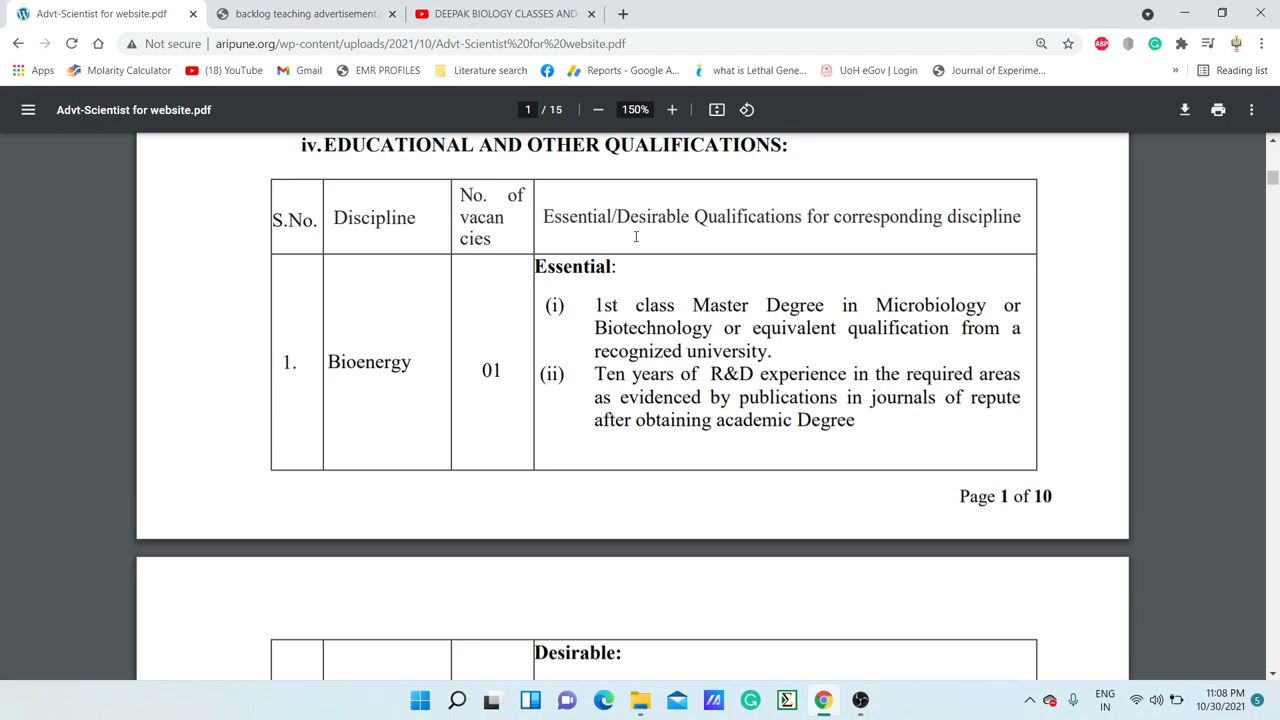 Advt-Scientist for website.pdf
backlog teaching advertisement.
DEEPAK BIOLOGY CLASSES AND
Not secure
aripune.org/wp-content/uploads/2021/10/Advt-Scientist%20for%20website.pdf
ABP
Apps
Molarity Calculator
(18) YouTube
Gmail
EMR PROFILES
Literature search
Reports - Google A...
what is Lethal Gene...
UoH eGov | Login
Journal of Experime...
»
Reading list
Advt-Scientist for website.pdf
1 / 15
150%
iv. EDUCATIONAL AND OTHER QUALIFICATIONS:
S.No.
Discipline
No. of
vacan
cies
Essential/Desirable Qualifications for corresponding discipline
1.
Bioenergy
01
Essential:
(i) 1st class Master Degree in Microbiology or
Biotechnology or equivalent qualification from a
recognized university.
(ii) Ten years of R&D experience in the required areas
as evidenced by publications in journals of repute
after obtaining academic Degree
Page 1 of 10
Desirable:
ENG
IN
11:08 PM
10/30/2021
5